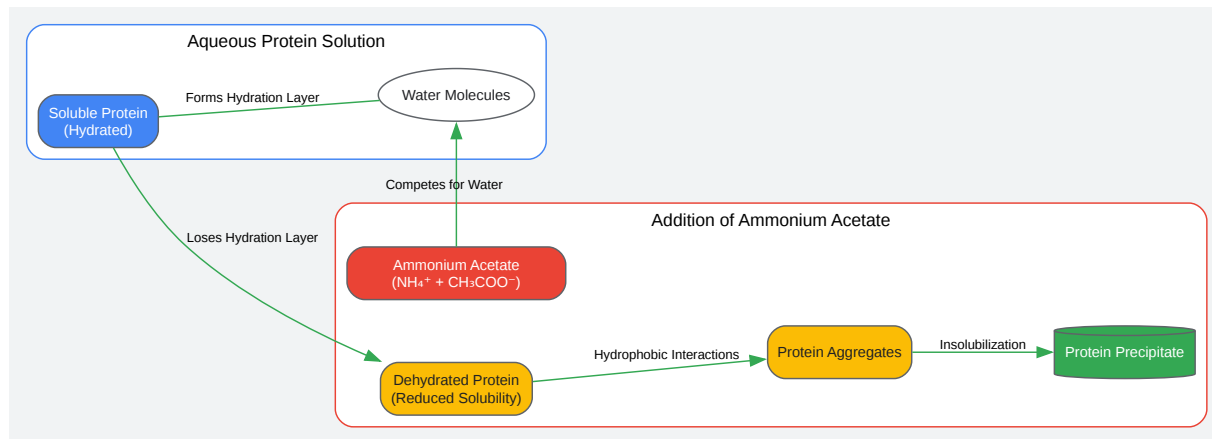 Aqueous Protein Solution
Soluble Protein
(Hydrated)
Forms Hydration Layer
Water Molecules
Competes for Water
Loses Hydration Layer
Addition of Ammonium Acetate
Ammonium Acetate
(NH₄⁺ + CH₃COO⁻)
Dehydrated Protein
(Reduced Solubility)
Hydrophobic Interactions
Protein Aggregates
Insolubilization
Protein Precipitate